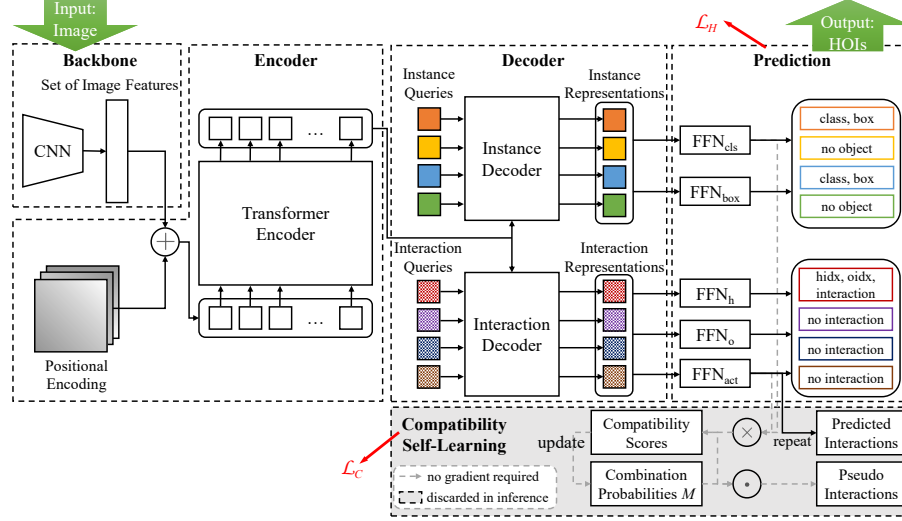 Input:
Image
ℒ_H
Output:
HOIs
Backbone
Set of Image Features
CNN
Positional
Encoding
Encoder
...
Transformer
Encoder
...
Decoder
Instance
Queries
Instance
Representations
Instance
Decoder
Interaction
Queries
Interaction
Representations
Interaction
Decoder
Prediction
FFN_cls
FFN_box
class, box
no object
class, box
no object
FFN_h
FFN_o
FFN_act
hidx, oidx,
interaction
no interaction
no interaction
no interaction
Compatibility
Self-Learning
ℒ_C
no gradient required
discarded in inference
update
Compatibility
Scores
Combination
Probabilities M
repeat
Predicted
Interactions
Pseudo
Interactions